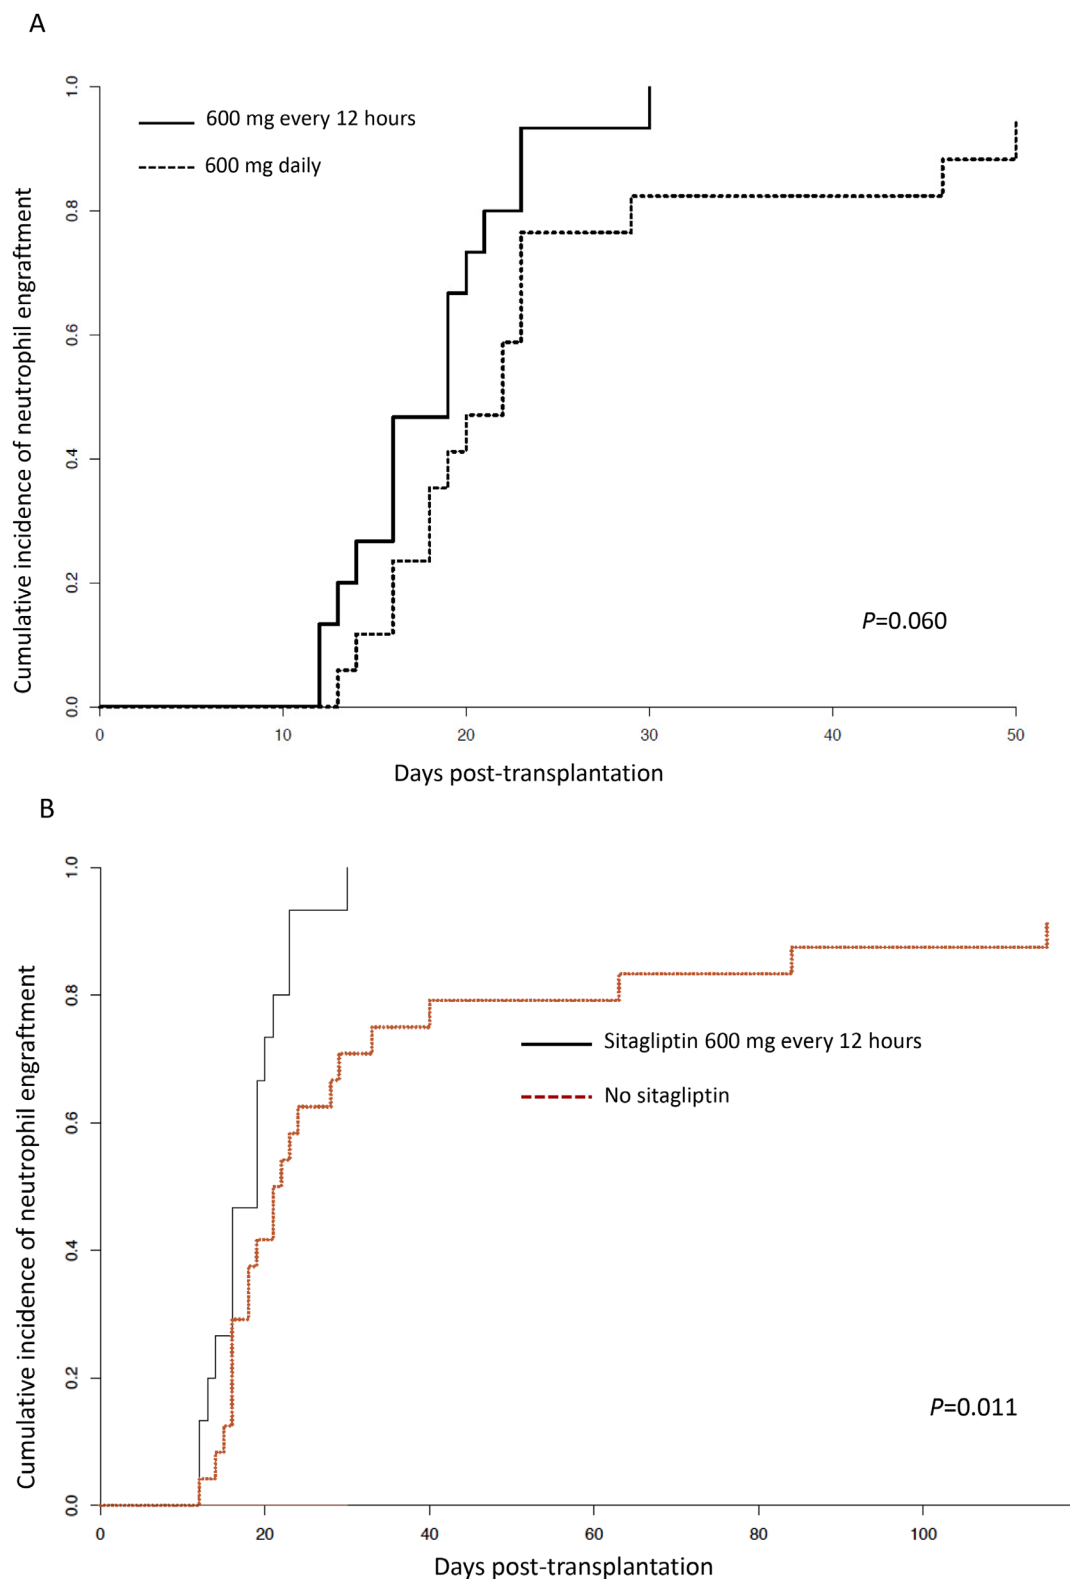 A
Cumulative incidence of neutrophil engraftment
1.0
0.8
0.6
0.4
0.2
0.0
600 mg every 12 hours
600 mg daily
P=0.060
0 10 20 30 40 50
Days post-transplantation
B
Cumulative incidence of neutrophil engraftment
1.0
0.8
0.6
0.4
0.2
0.0
Sitagliptin 600 mg every 12 hours
No sitagliptin
P=0.011
0 20 40 60 80 100
Days post-transplantation